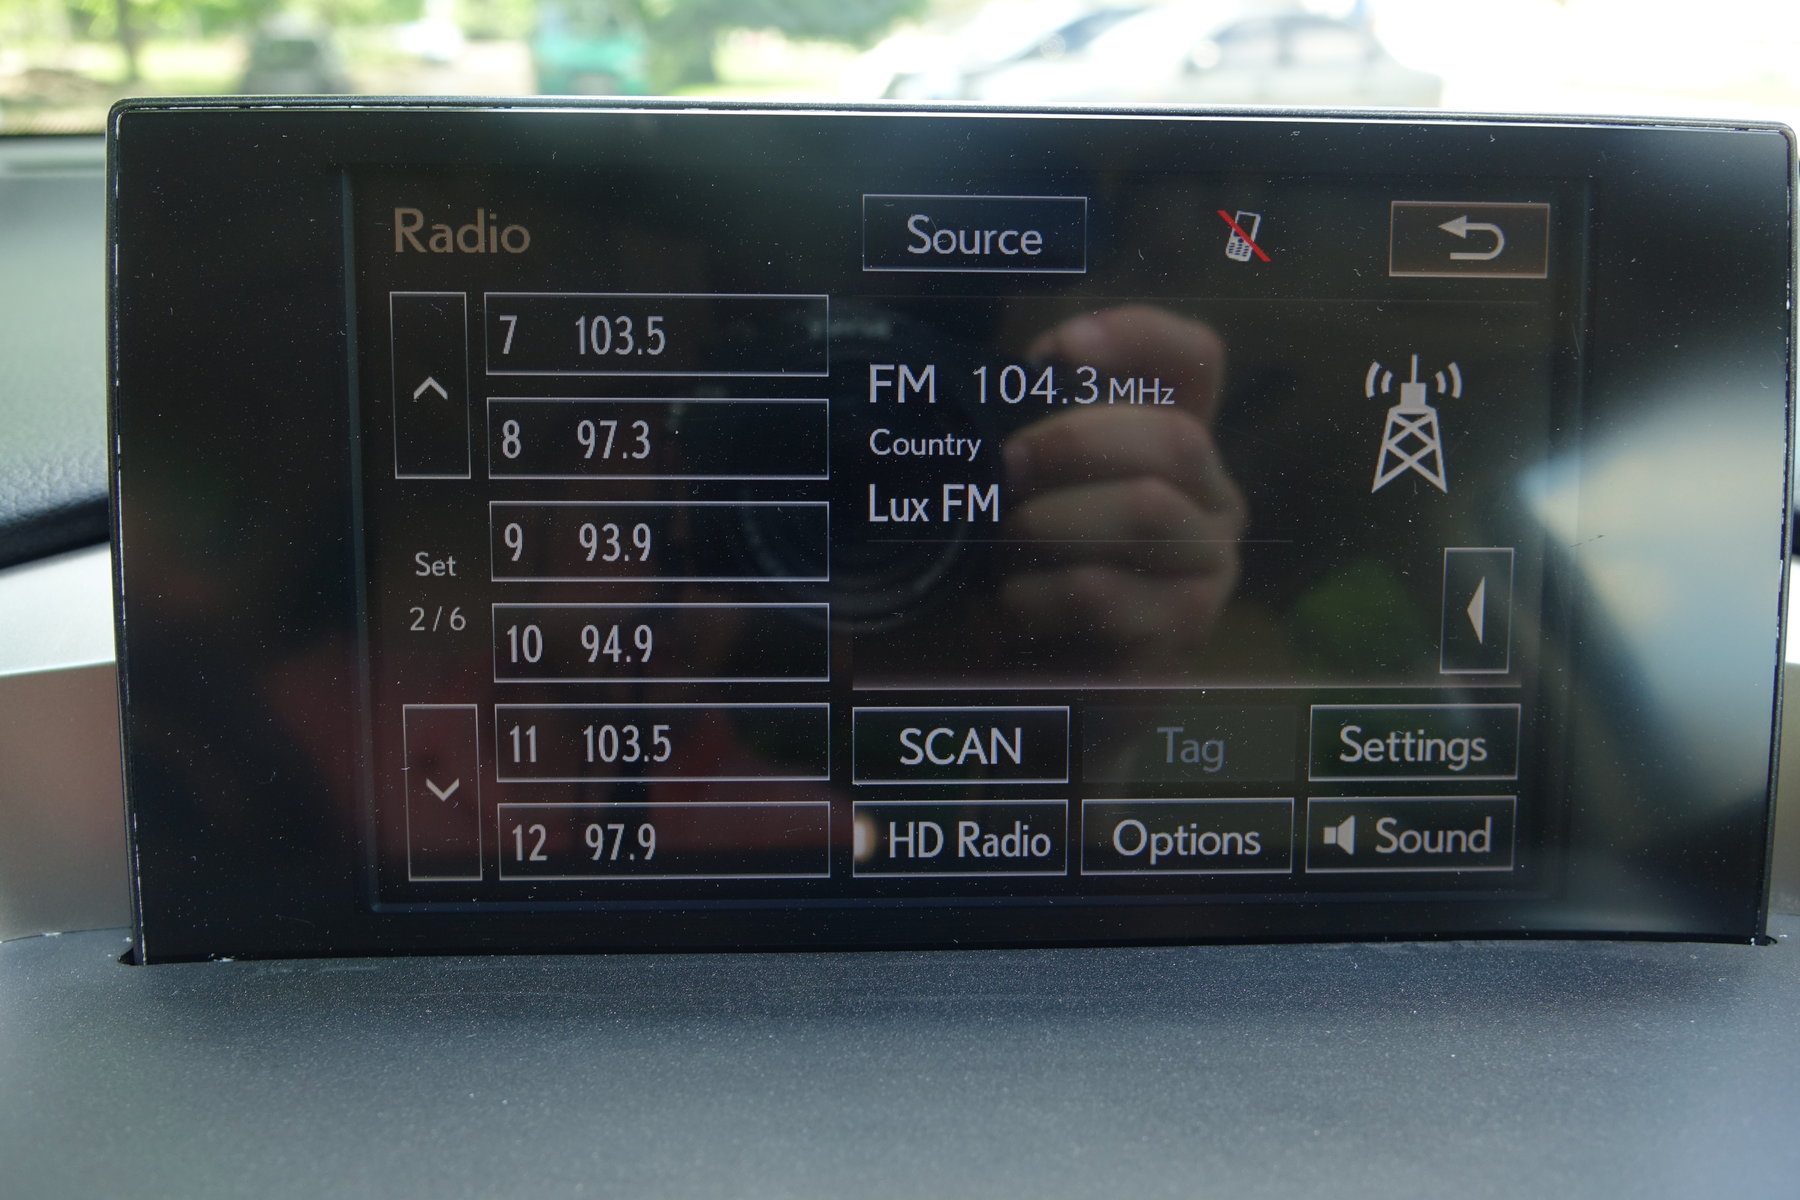 Radio
Source
7 103.5
8 97.3
9 93.9
10 94.9
11 103.5
12 97.9
Set
2 / 6
FM 104.3 MHz
Country
Lux FM
SCAN
Tag
Settings
HD Radio
Options
Sound